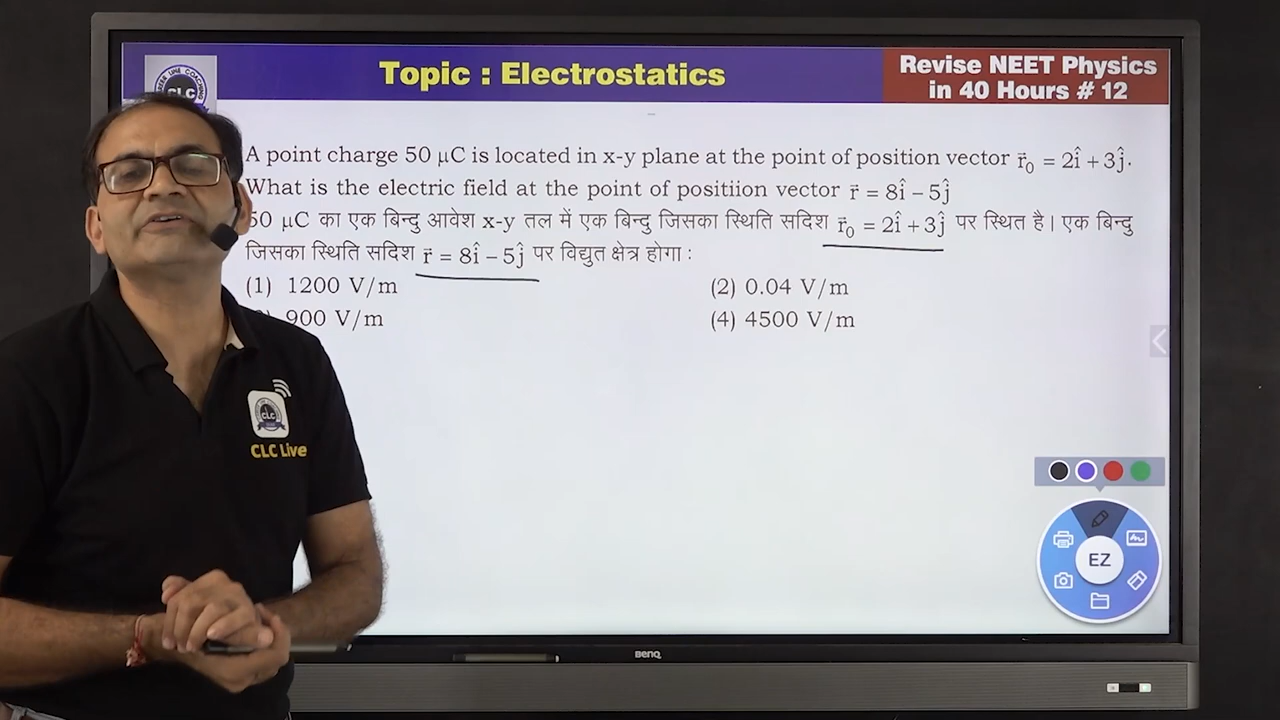 Topic : Electrostatics
Revise NEET Physics
in 40 Hours # 12
CLC
A point charge 50 μC is located in x-y plane at the point of position vector r⃗₀ = 2î + 3ĵ.
What is the electric field at the point of positiion vector r⃗ = 8î – 5ĵ
50 μC का एक बिन्दु आवेश x-y तल में एक बिन्दु जिसका स्थिति सदिश r⃗₀ = 2î + 3ĵ पर स्थित है। एक बिन्दु
जिसका स्थिति सदिश r⃗ = 8î – 5ĵ पर विद्युत क्षेत्र होगा :
(1) 1200 V/m
(2) 0.04 V/m
900 V/m
(4) 4500 V/m
CLC
CLC Live
EZ
BenQ